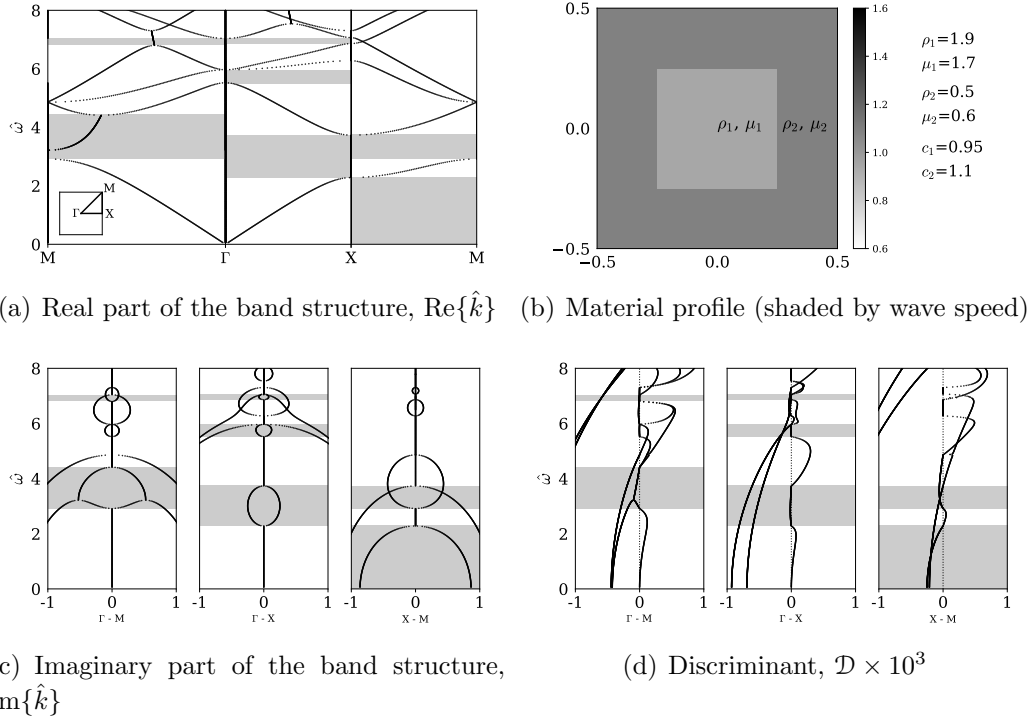 8
6
4
2
0
ω̂
M
Γ
X
M
M
Γ
X
0.5
0.0
−0.5
−0.5
0.0
0.5
ρ1, μ1
ρ2, μ2
1.6
1.4
1.2
1.0
0.8
0.6
ρ1=1.9
μ1=1.7
ρ2=0.5
μ2=0.6
c1=0.95
c2=1.1
a) Real part of the band structure, Re{k̂}
(b) Material profile (shaded by wave speed)
8
6
4
2
0
ω̂
-1 0 1
Γ - M
-1 0 1
Γ - X
-1 0 1
X - M
8
6
4
2
0
ω̂
-1 0 1
Γ - M
-1 0 1
Γ - X
-1 0 1
X - M
c) Imaginary part of the band structure,
m{k̂}
(d) Discriminant, 𝒟 × 10³